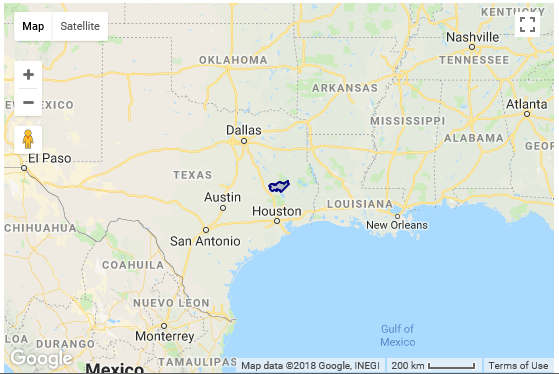 Map
Satellite
KENTUCKY
Nashville
TENNESSEE
OKLAHOMA
ARKANSAS
EXICO
Atlanta
MISSISSIPPI
Dallas
ALABAMA
GEOR
El Paso
TEXAS
Austin
LOUISIANA
Houston
New Orleans
CHIHUAHUA
San Antonio
COAHUILA
NUEVO LEON
Gulf of
Mexico
Monterrey
LOA
DURANGO
Google
Mexico
TAMAULIPAS
Map data ©2018 Google, INEGI
200 km
Terms of Use